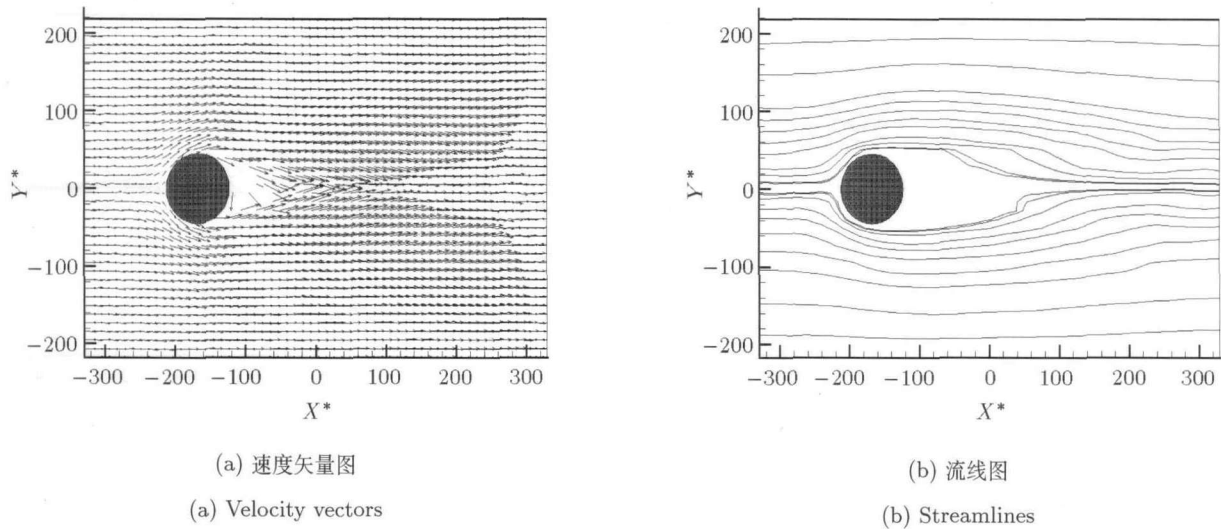 200
100
0
−100
−200
Y*
−300 −200 −100 0 100 200 300
X*
(a) 速度矢量图
(a) Velocity vectors
200
100
0
−100
−200
Y*
−300 −200 −100 0 100 200 300
X*
(b) 流线图
(b) Streamlines